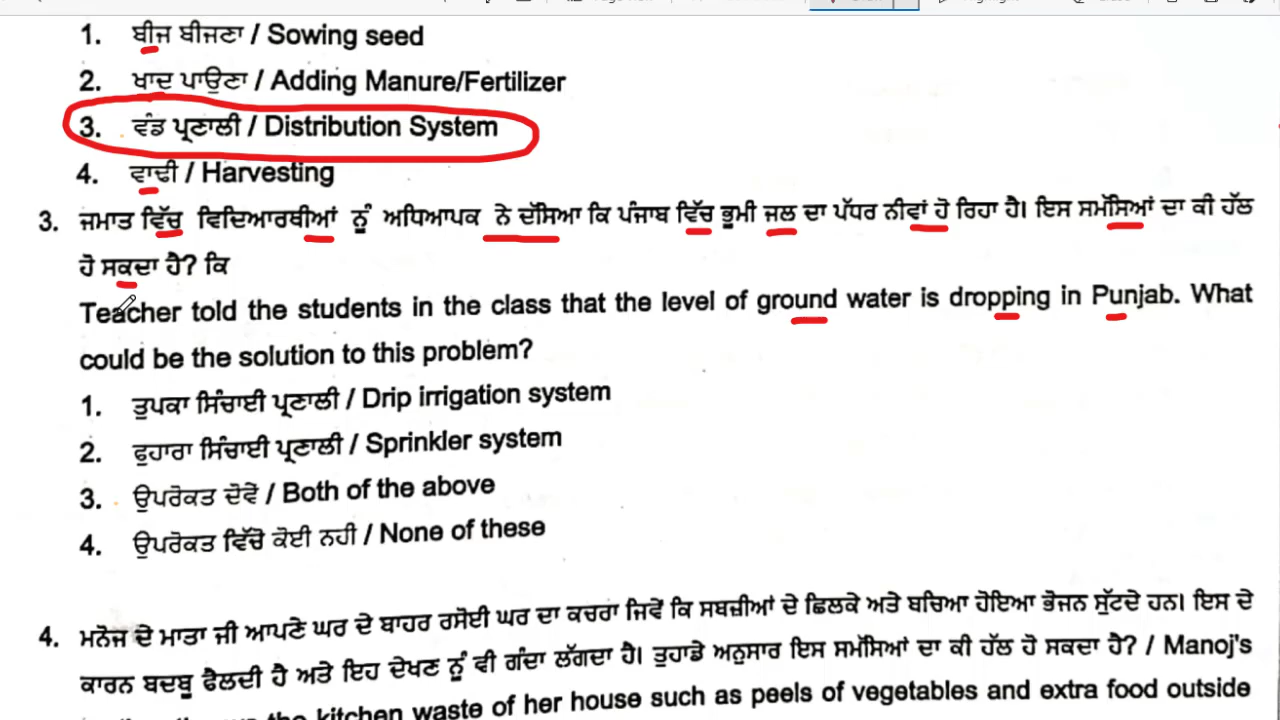 1. ਬੀਜ ਬੀਜਣਾ / Sowing seed
2. ਖਾਦ ਪਾਉਣਾ / Adding Manure/Fertilizer
3. ਵੰਡ ਪ੍ਰਣਾਲੀ / Distribution System
4. ਵਾਢੀ / Harvesting
3. ਜਮਾਤ ਵਿੱਚ ਵਿਦਿਆਰਥੀਆਂ ਨੂੰ ਅਧਿਆਪਕ ਨੇ ਦੱਸਿਆ ਕਿ ਪੰਜਾਬ ਵਿੱਚ ਭੂਮੀ ਜਲ ਦਾ ਪੱਧਰ ਨੀਵਾਂ ਹੋ ਰਿਹਾ ਹੈ। ਇਸ ਸਮੱਸਿਆਂ ਦਾ ਕੀ ਹੱਲ
ਹੋ ਸਕਦਾ ਹੈ? ਕਿ
Teacher told the students in the class that the level of ground water is dropping in Punjab. What
could be the solution to this problem?
1. ਤੁਪਕਾ ਸਿੰਚਾਈ ਪ੍ਰਣਾਲੀ / Drip irrigation system
2. ਫੁਹਾਰਾ ਸਿੰਚਾਈ ਪ੍ਰਣਾਲੀ / Sprinkler system
3. ਉਪਰੋਕਤ ਦੋਵੇਂ / Both of the above
4. ਉਪਰੋਕਤ ਵਿੱਚੋ ਕੋਈ ਨਹੀ / None of these
4. ਮਨੋਜ ਦੇ ਮਾਤਾ ਜੀ ਆਪਣੇ ਘਰ ਦੇ ਬਾਹਰ ਰਸੋਈ ਘਰ ਦਾ ਕਚਰਾ ਜਿਵੇਂ ਕਿ ਸਬਜ਼ੀਆਂ ਦੇ ਛਿਲਕੇ ਅਤੇ ਬਚਿਆ ਹੋਇਆ ਭੋਜਨ ਸੁੱਟਦੇ ਹਨ। ਇਸ ਦੇ
ਕਾਰਨ ਬਦਬੂ ਫੈਲਦੀ ਹੈ ਅਤੇ ਇਹ ਦੇਖਣ ਨੂੰ ਵੀ ਗੰਦਾ ਲੱਗਦਾ ਹੈ। ਤੁਹਾਡੇ ਅਨੁਸਾਰ ਇਸ ਸਮੱਸਿਆਂ ਦਾ ਕੀ ਹੱਲ ਹੋ ਸਕਦਾ ਹੈ? / Manoj's
the kitchen waste of her house such as peels of vegetables and extra food outside